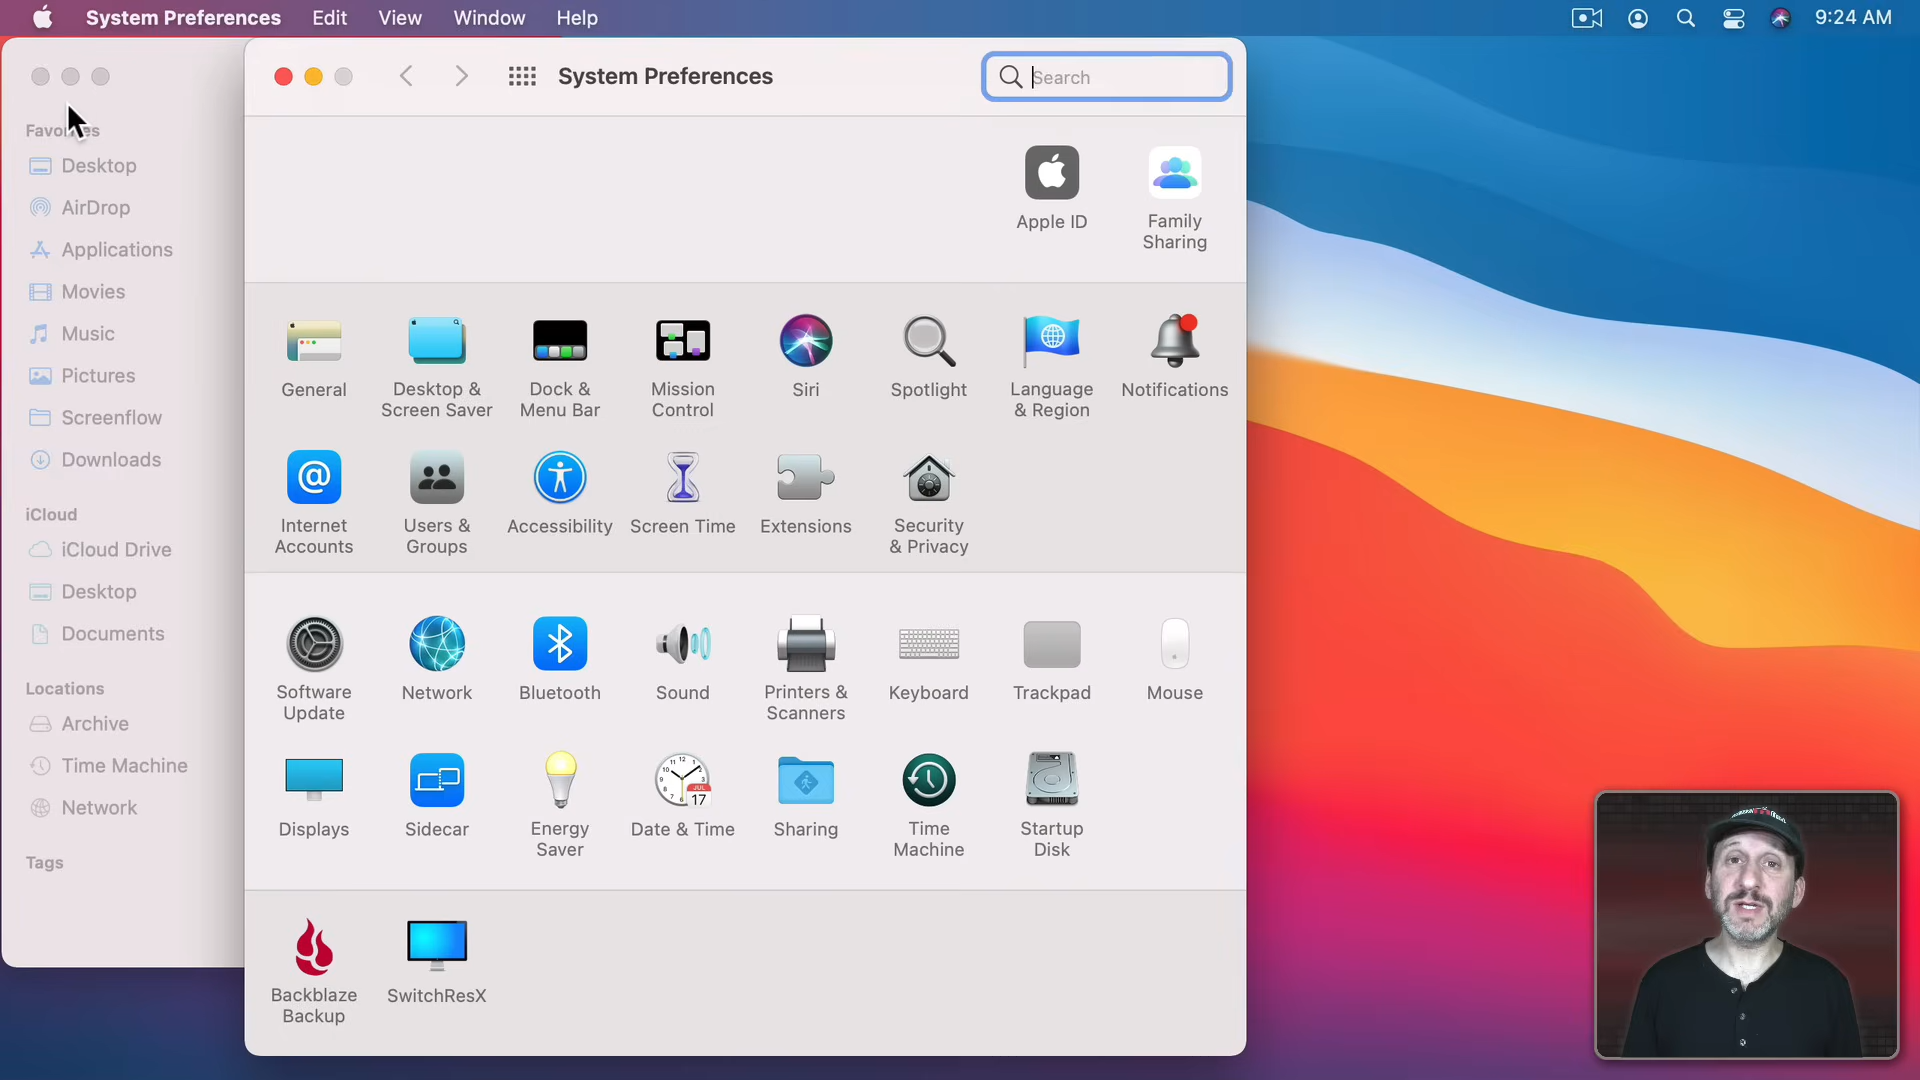 System Preferences Edit View Window Help 9:24 AM
System Preferences
Search
Favorites
Desktop
AirDrop
Applications
Movies
Music
Pictures
Screenflow
Downloads
iCloud
iCloud Drive
Desktop
Documents
Locations
Archive
Time Machine
Network
Tags
Apple ID
Family
Sharing
General
Desktop &
Screen Saver
Dock &
Menu Bar
Mission
Control
Siri
Spotlight
Language
& Region
Notifications
Internet
Accounts
Users &
Groups
Accessibility
Screen Time
Extensions
Security
& Privacy
Software
Update
Network
Bluetooth
Sound
Printers &
Scanners
Keyboard
Trackpad
Mouse
Displays
Sidecar
Energy
Saver
JUL
17
Date & Time
Sharing
Time
Machine
Startup
Disk
Backblaze
Backup
SwitchResX